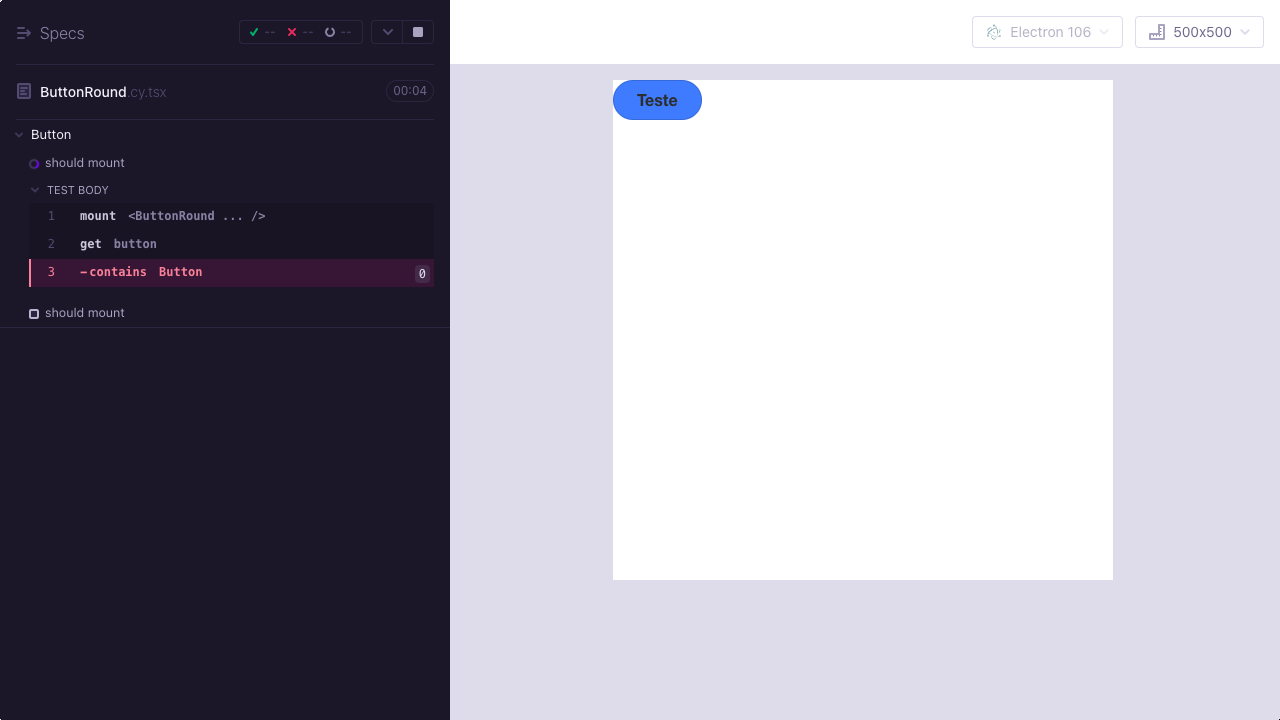 Specs
-- -- --
ButtonRound.cy.tsx 00:04
Button
should mount
TEST BODY
1 mount <ButtonRound ... />
2 get button
3 -contains Button 0
should mount
Electron 106
500x500
Teste